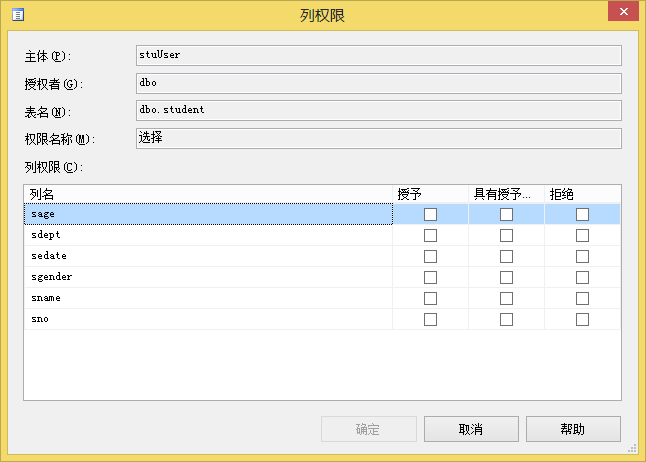 列权限
主体(P): stuUser
授权者(G): dbo
表名(N): dbo.student
权限名称(M): 选择
列权限(C):
列名 授予 具有授予... 拒绝
sage
sdept
sedate
sgender
sname
sno
确定 取消 帮助